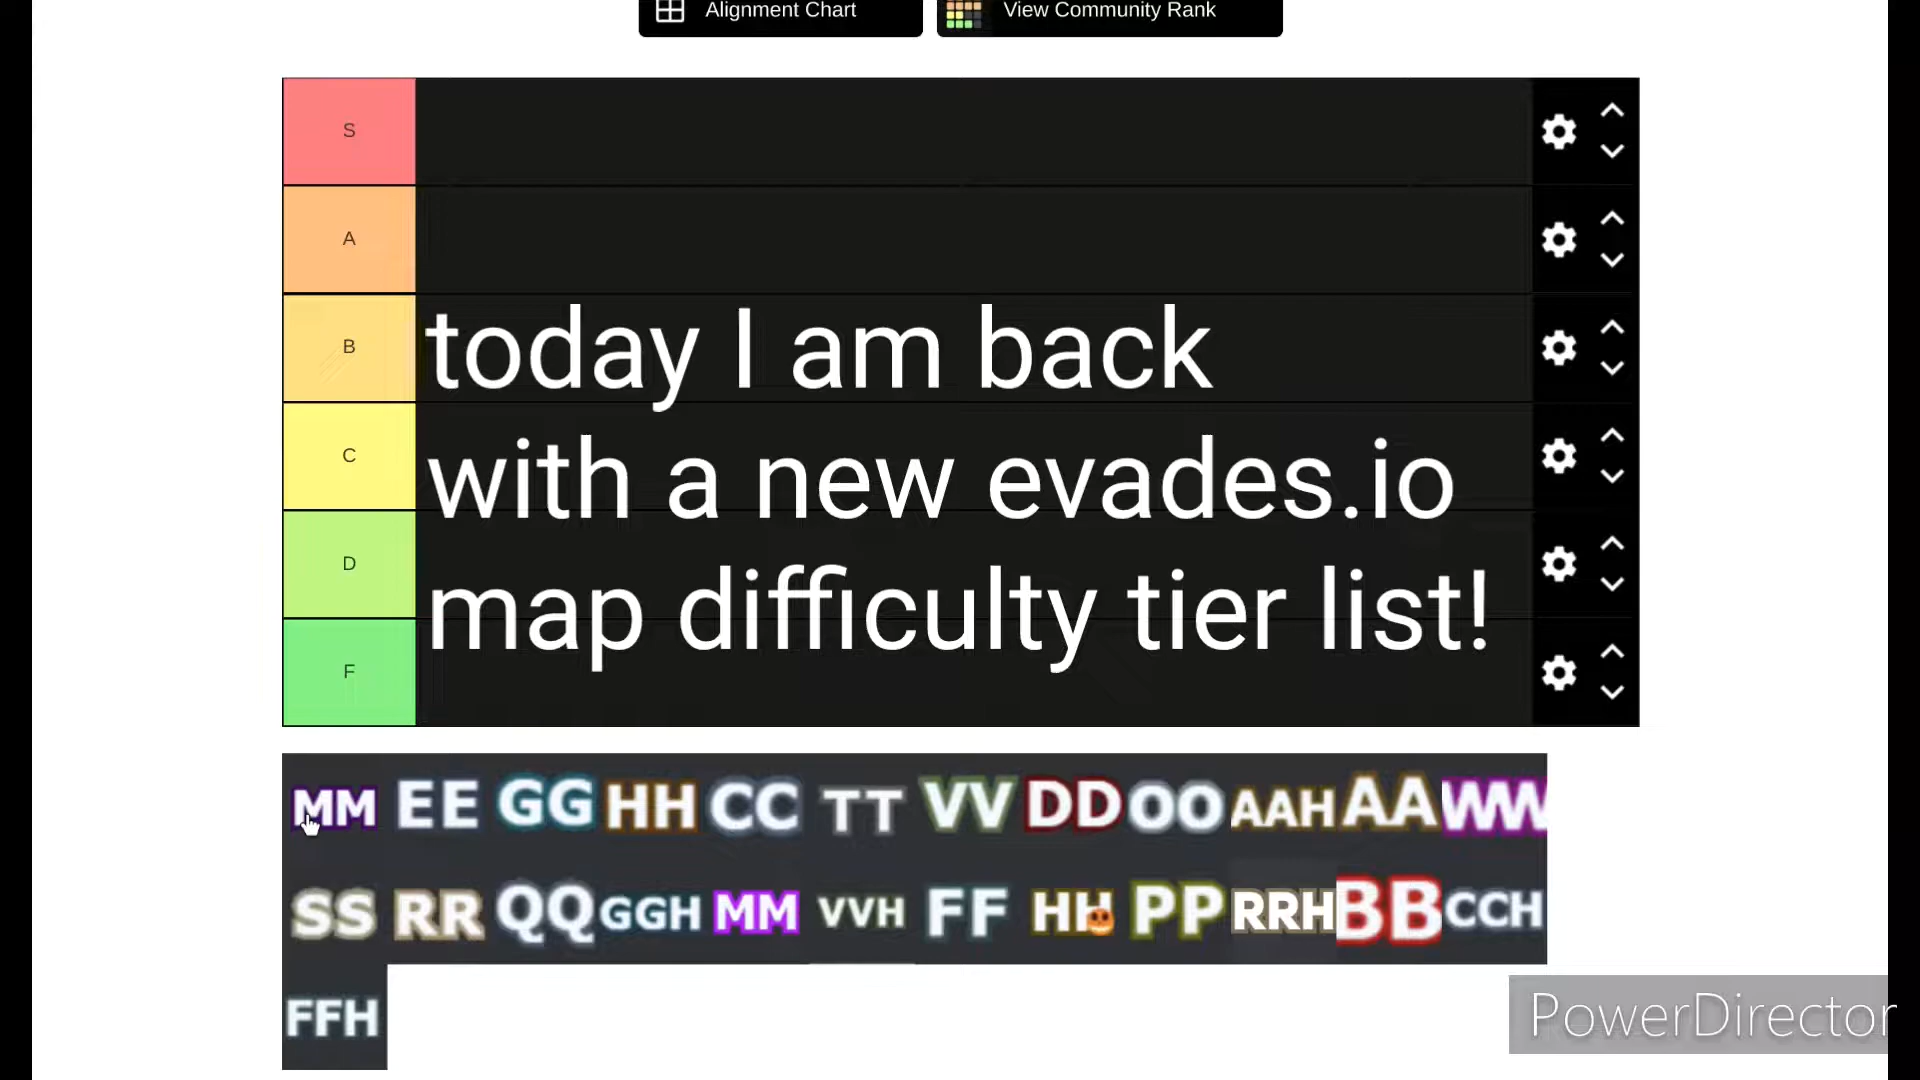 Alignment Chart
View Community Rank
S
A
B
C
D
F
today I am back
with a new evades.io
map difficulty tier list!
MM EE GG HH CC TT VV DD OO AAH AA WW
SS RR QQ GGH MM VVH FF HH PP RRH BB CCH
FFH
PowerDirector